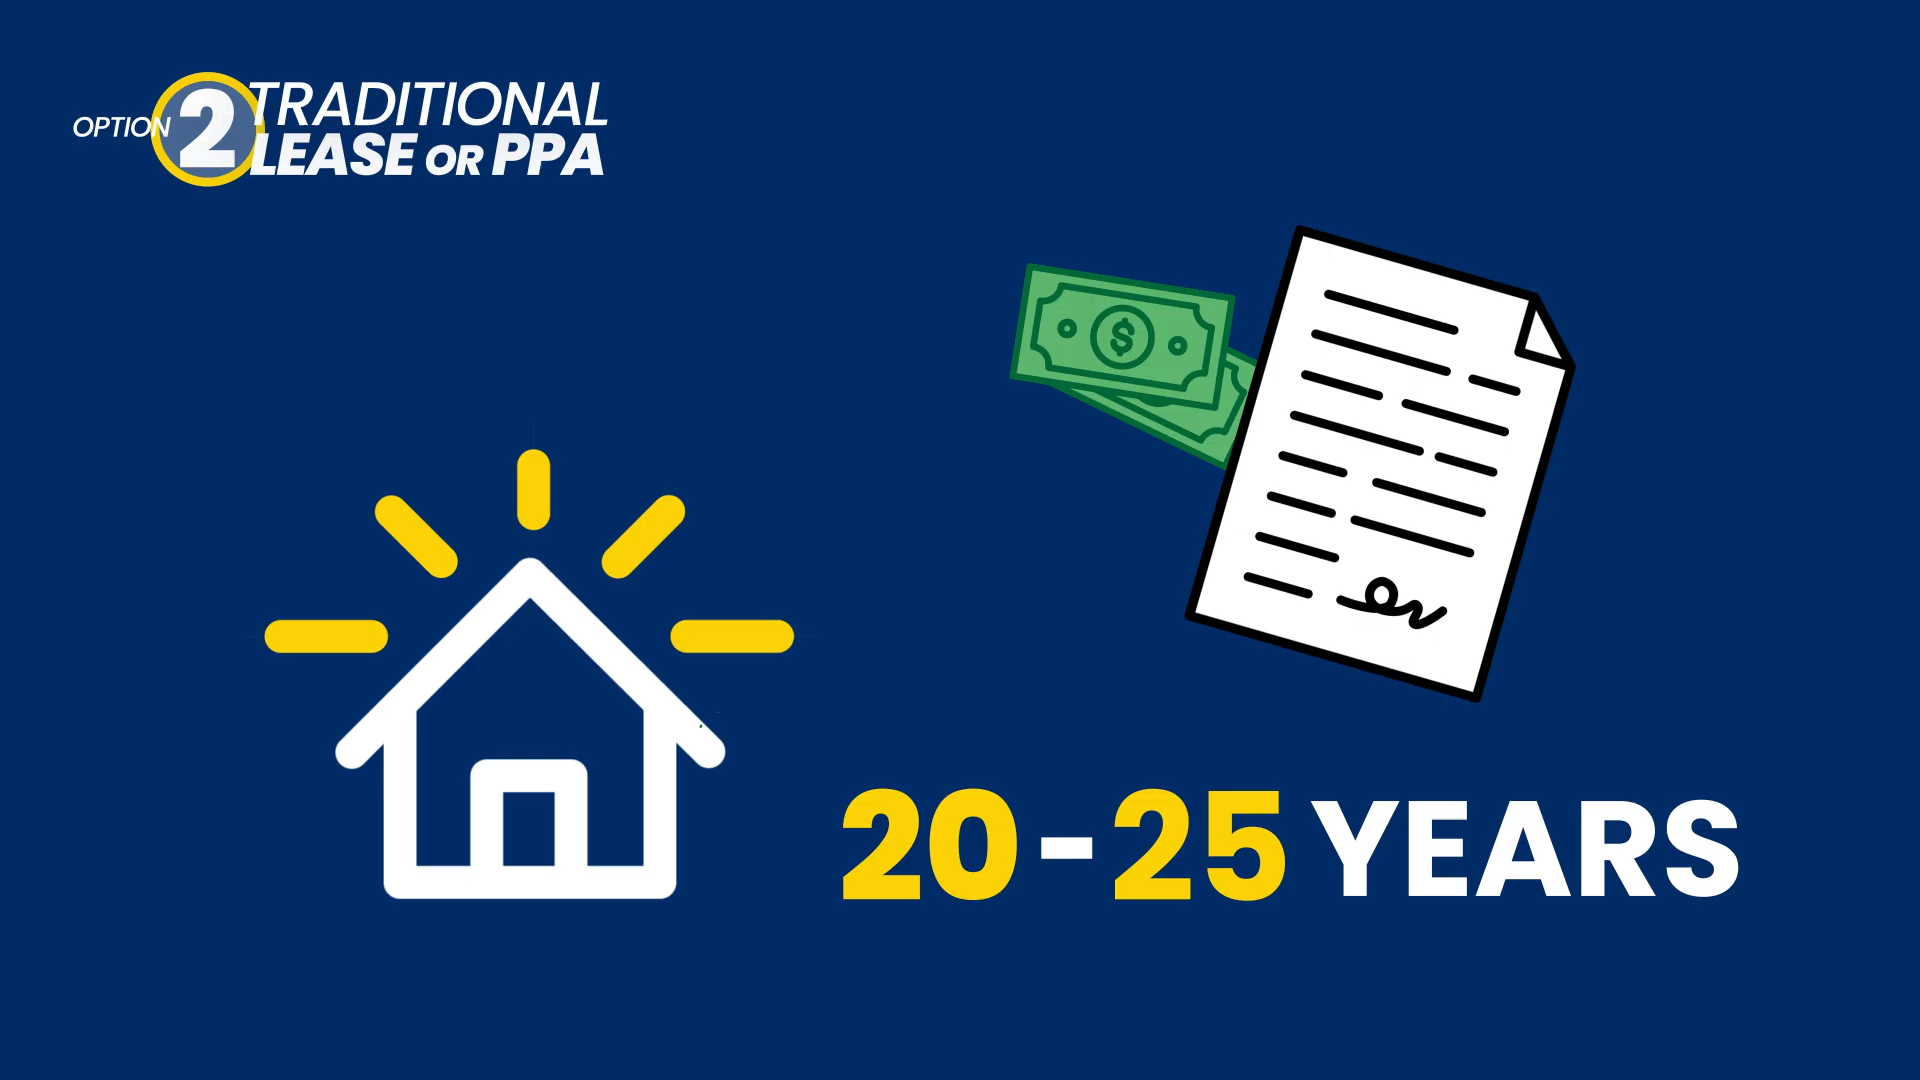 OPTION 2 TRADITIONAL
LEASE OR PPA
$
20-25 YEARS